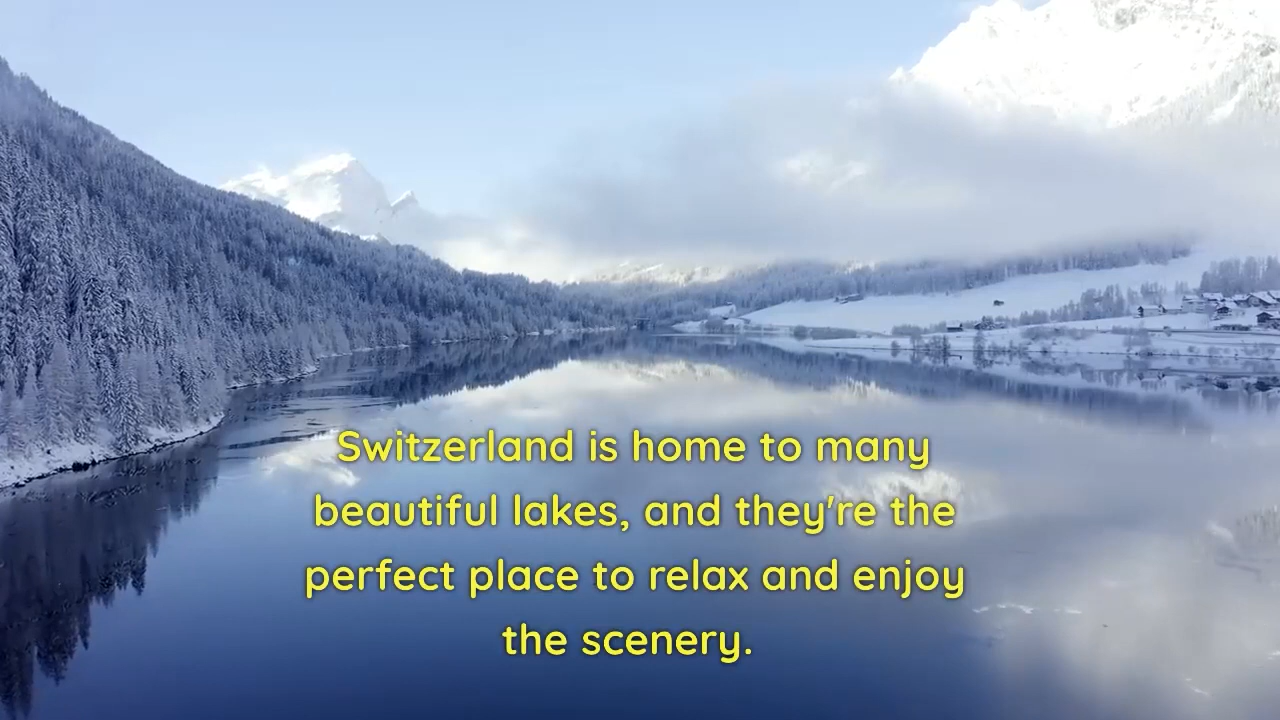 Switzerland is home to many
beautiful lakes, and they're the
perfect place to relax and enjoy
the scenery.